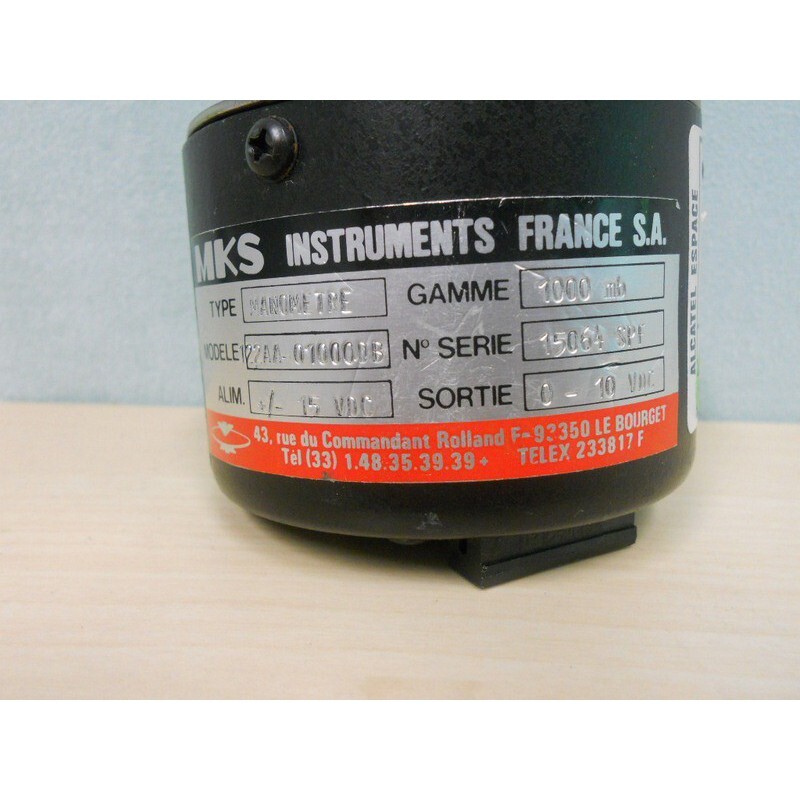 MKS INSTRUMENTS FRANCE S.A.
TYPE MANOMETRE GAMME 1000 mb
MODELE 122AA-01000DB N° SERIE 15064 SPF
ALIM. +/- 15 VDC SORTIE 0 - 10 VDC
43, rue du Commandant Rolland F-93350 LE BOURGET
Tél (33) 1.48.35.39.39+ TELEX 233817 F
ALCATEL ESPACE